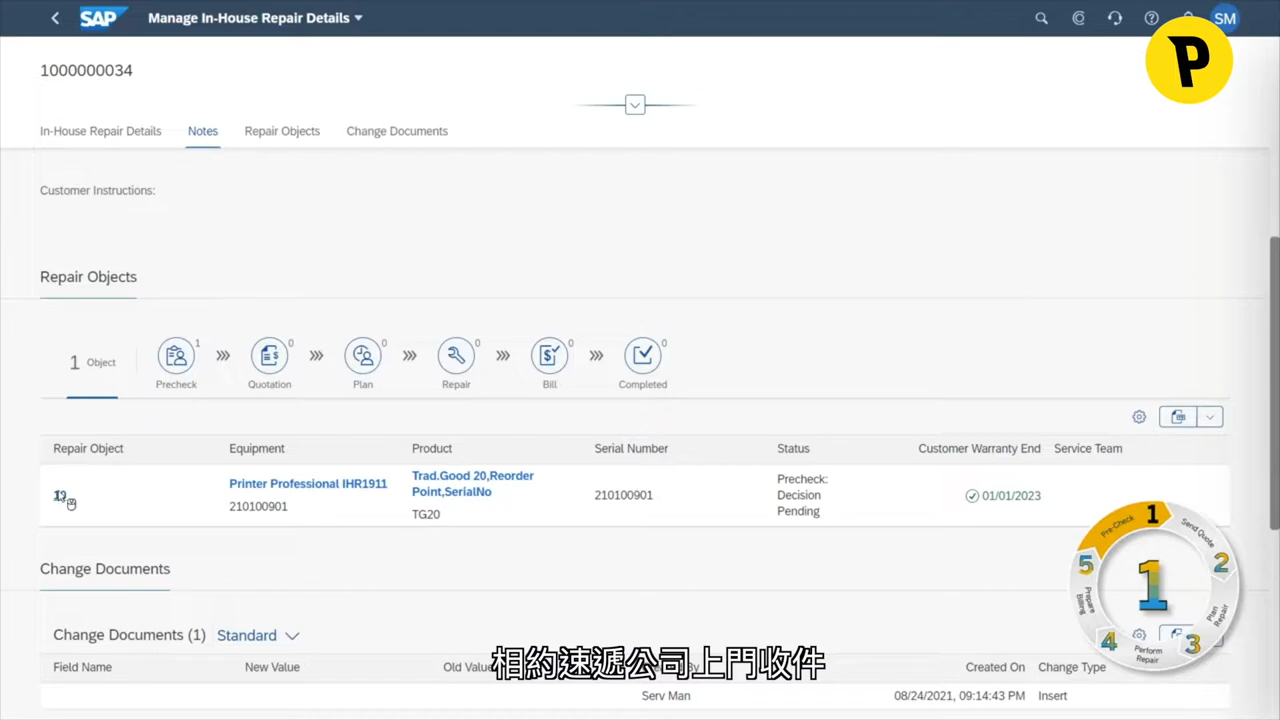 SAP
Manage In-House Repair Details
SM
P
1000000034
In-House Repair Details
Notes
Repair Objects
Change Documents
Customer Instructions:
Repair Objects
1 Object
1
0
0
0
0
0
Precheck
Quotation
Plan
Repair
Bill
Completed
Repair Object
Equipment
Product
Serial Number
Status
Customer Warranty End
Service Team
Printer Professional IHR1911
210100901
Trad.Good 20,Reorder
Point,SerialNo
TG20
210100901
Precheck:
Decision
Pending
01/01/2023
Change Documents
Change Documents (1)
Standard
Field Name
New Value
Created On
Change Type
Serv Man
08/24/2021, 09:14:43 PM
Insert
Pre-Check
1
Send Quote
2
Plan Repair
3
Perform
Repair
4
Prepare
Billing
5
1
相約速遞公司上門收件